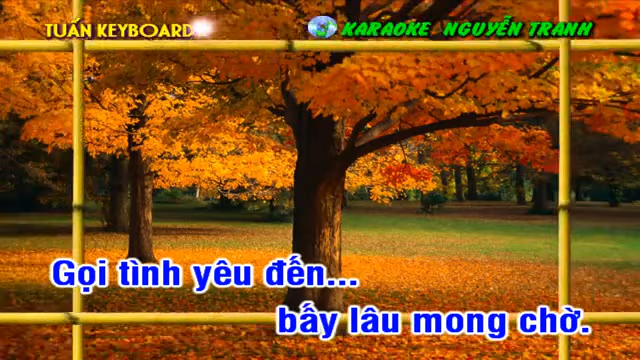 TUẤN KEYBOARD
KARAOKE NGUYỄN TRANH
Gọi tình yêu đến...
bấy lâu mong chờ.